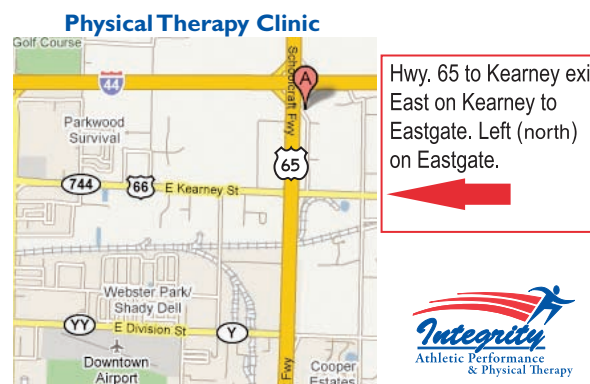 Physical Therapy Clinic
Golf Course
44
Schoolcraft Fwy
A
Parkwood
Survival
65
744
66
E Kearney St
Webster Park/
Shady Dell
YY
E Division St
Y
Downtown
Airport
Fwy
Cooper
Estates
Hwy. 65 to Kearney exi
East on Kearney to
Eastgate. Left (north)
on Eastgate.
Integrity
Athletic Performance
& Physical Therapy